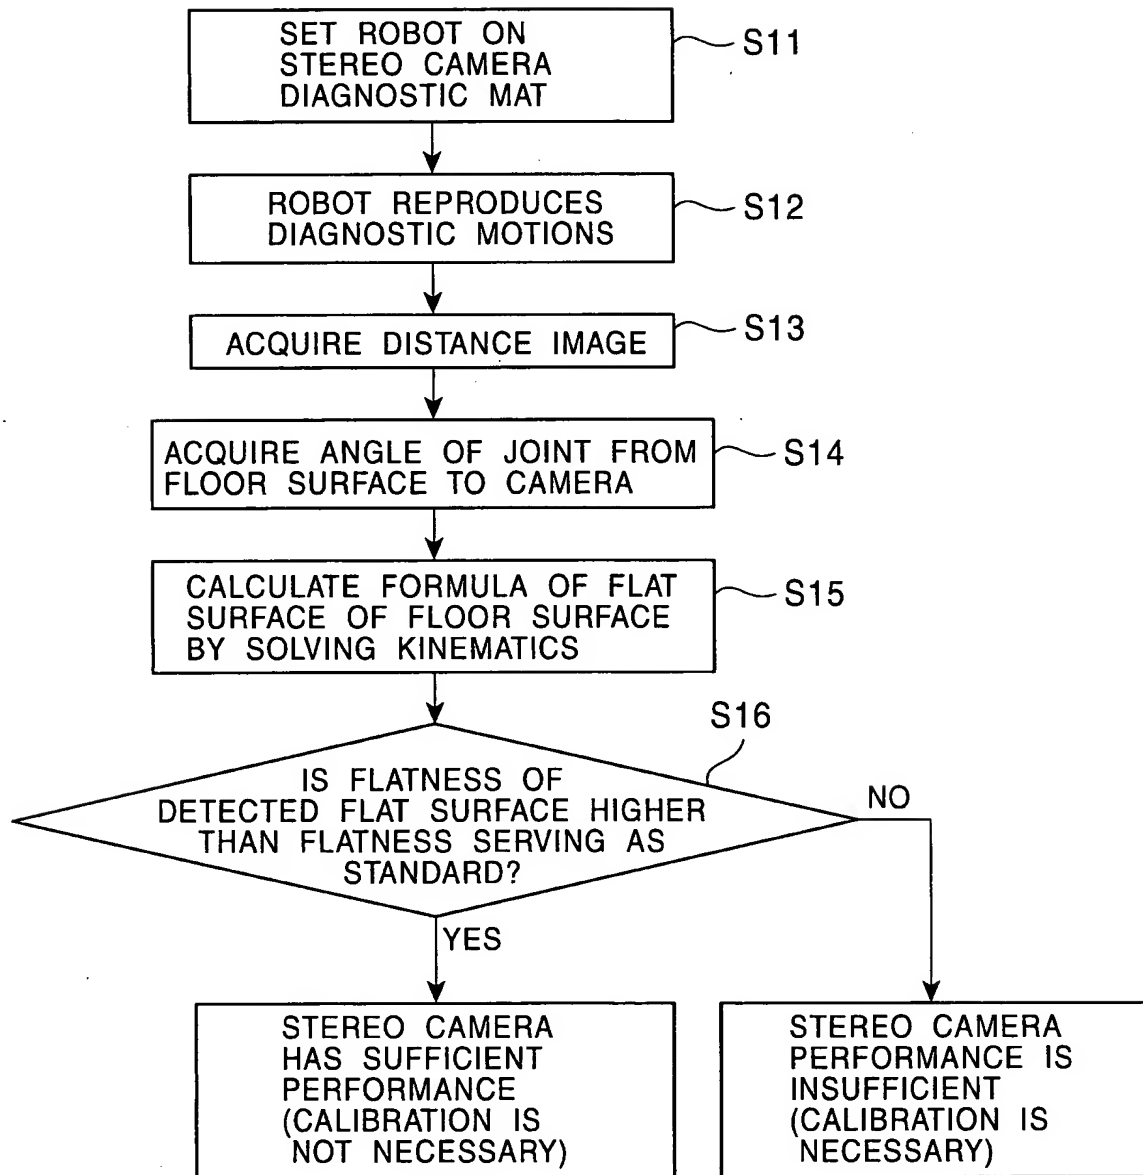 SET ROBOT ON
STEREO CAMERA
DIAGNOSTIC MAT
S11
ROBOT REPRODUCES
DIAGNOSTIC MOTIONS
S12
ACQUIRE DISTANCE IMAGE
S13
ACQUIRE ANGLE OF JOINT FROM
FLOOR SURFACE TO CAMERA
S14
CALCULATE FORMULA OF FLAT
SURFACE OF FLOOR SURFACE
BY SOLVING KINEMATICS
S15
S16
IS FLATNESS OF
DETECTED FLAT SURFACE HIGHER
THAN FLATNESS SERVING AS
STANDARD?
NO
YES
STEREO CAMERA
HAS SUFFICIENT
PERFORMANCE
(CALIBRATION IS
NOT NECESSARY)
STEREO CAMERA
PERFORMANCE IS
INSUFFICIENT
(CALIBRATION IS
NECESSARY)